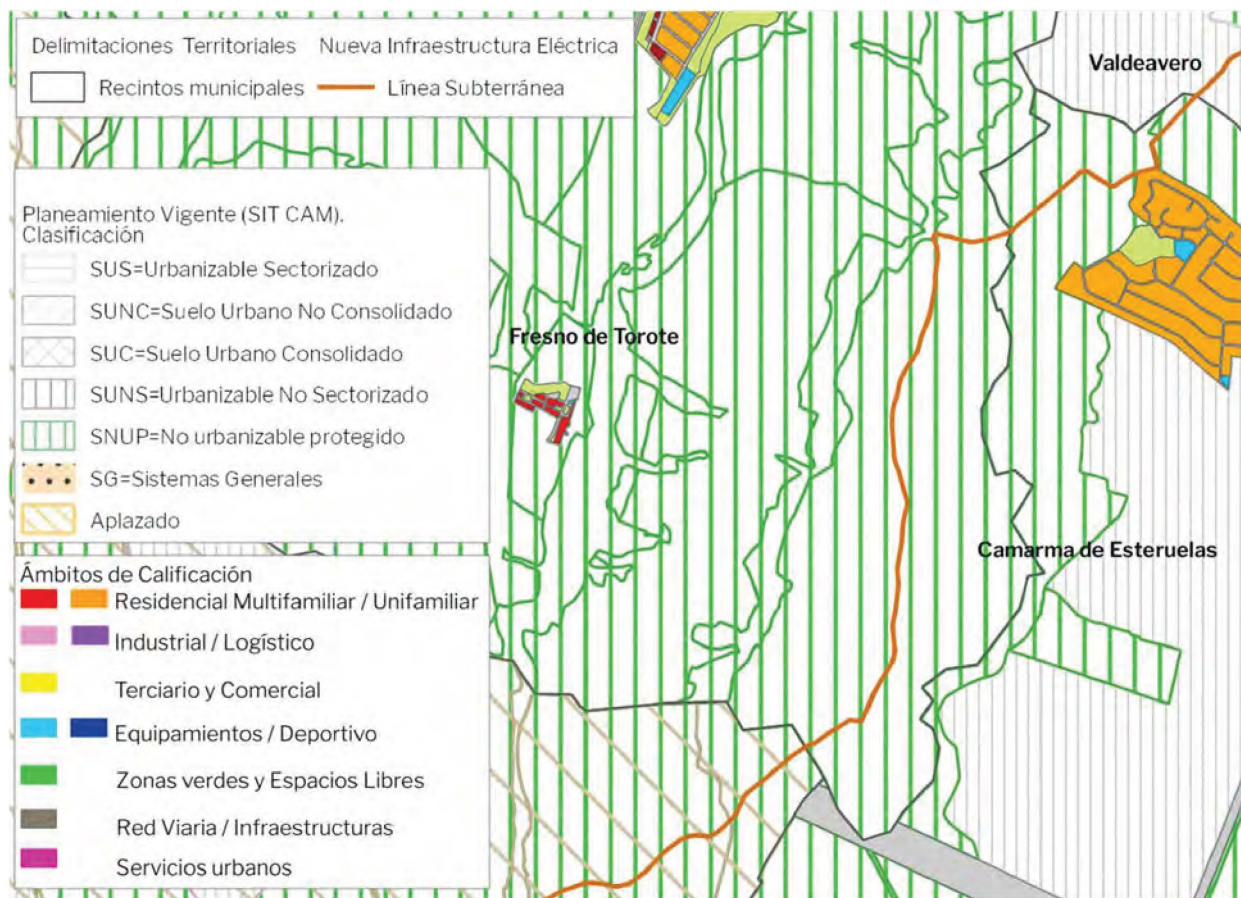 Delimitaciones Territoriales Nueva Infraestructura Eléctrica
Recintos municipales Línea Subterránea
Valdeavero
Planeamiento Vigente (SIT CAM).
Clasificación
SUS=Urbanizable Sectorizado
SUNC=Suelo Urbano No Consolidado
SUC=Suelo Urbano Consolidado
SUNS=Urbanizable No Sectorizado
SNUP=No urbanizable protegido
SG=Sistemas Generales
Aplazado
Fresno de Torote
Camarma de Esteruelas
Ámbitos de Calificación
Residencial Multifamiliar / Unifamiliar
Industrial / Logístico
Terciario y Comercial
Equipamientos / Deportivo
Zonas verdes y Espacios Libres
Red Viaria / Infraestructuras
Servicios urbanos